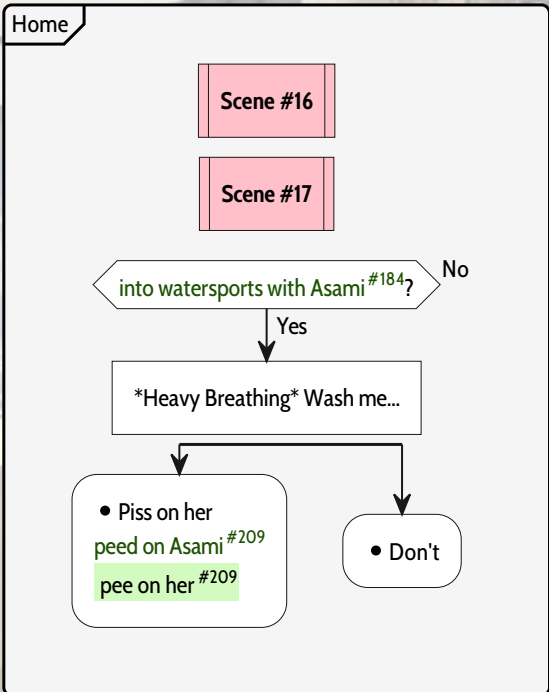 Home
Scene #16
Scene #17
into watersports with Asami #184?
No
Yes
*Heavy Breathing* Wash me...
• Piss on her
peed on Asami #209
pee on her #209
• Don't